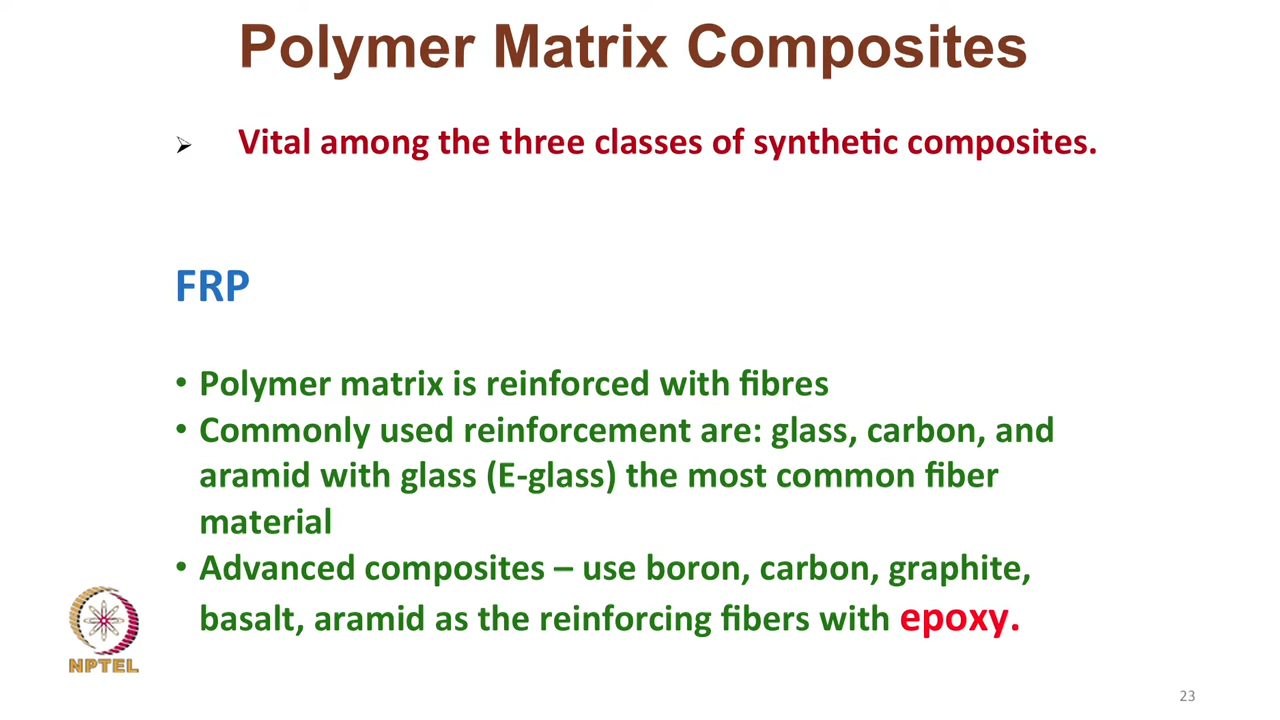 Polymer Matrix Composites
➢ Vital among the three classes of synthetic composites.
FRP
• Polymer matrix is reinforced with fibres
• Commonly used reinforcement are: glass, carbon, and
aramid with glass (E-glass) the most common fiber
material
• Advanced composites – use boron, carbon, graphite,
basalt, aramid as the reinforcing fibers with epoxy.
NPTEL
23